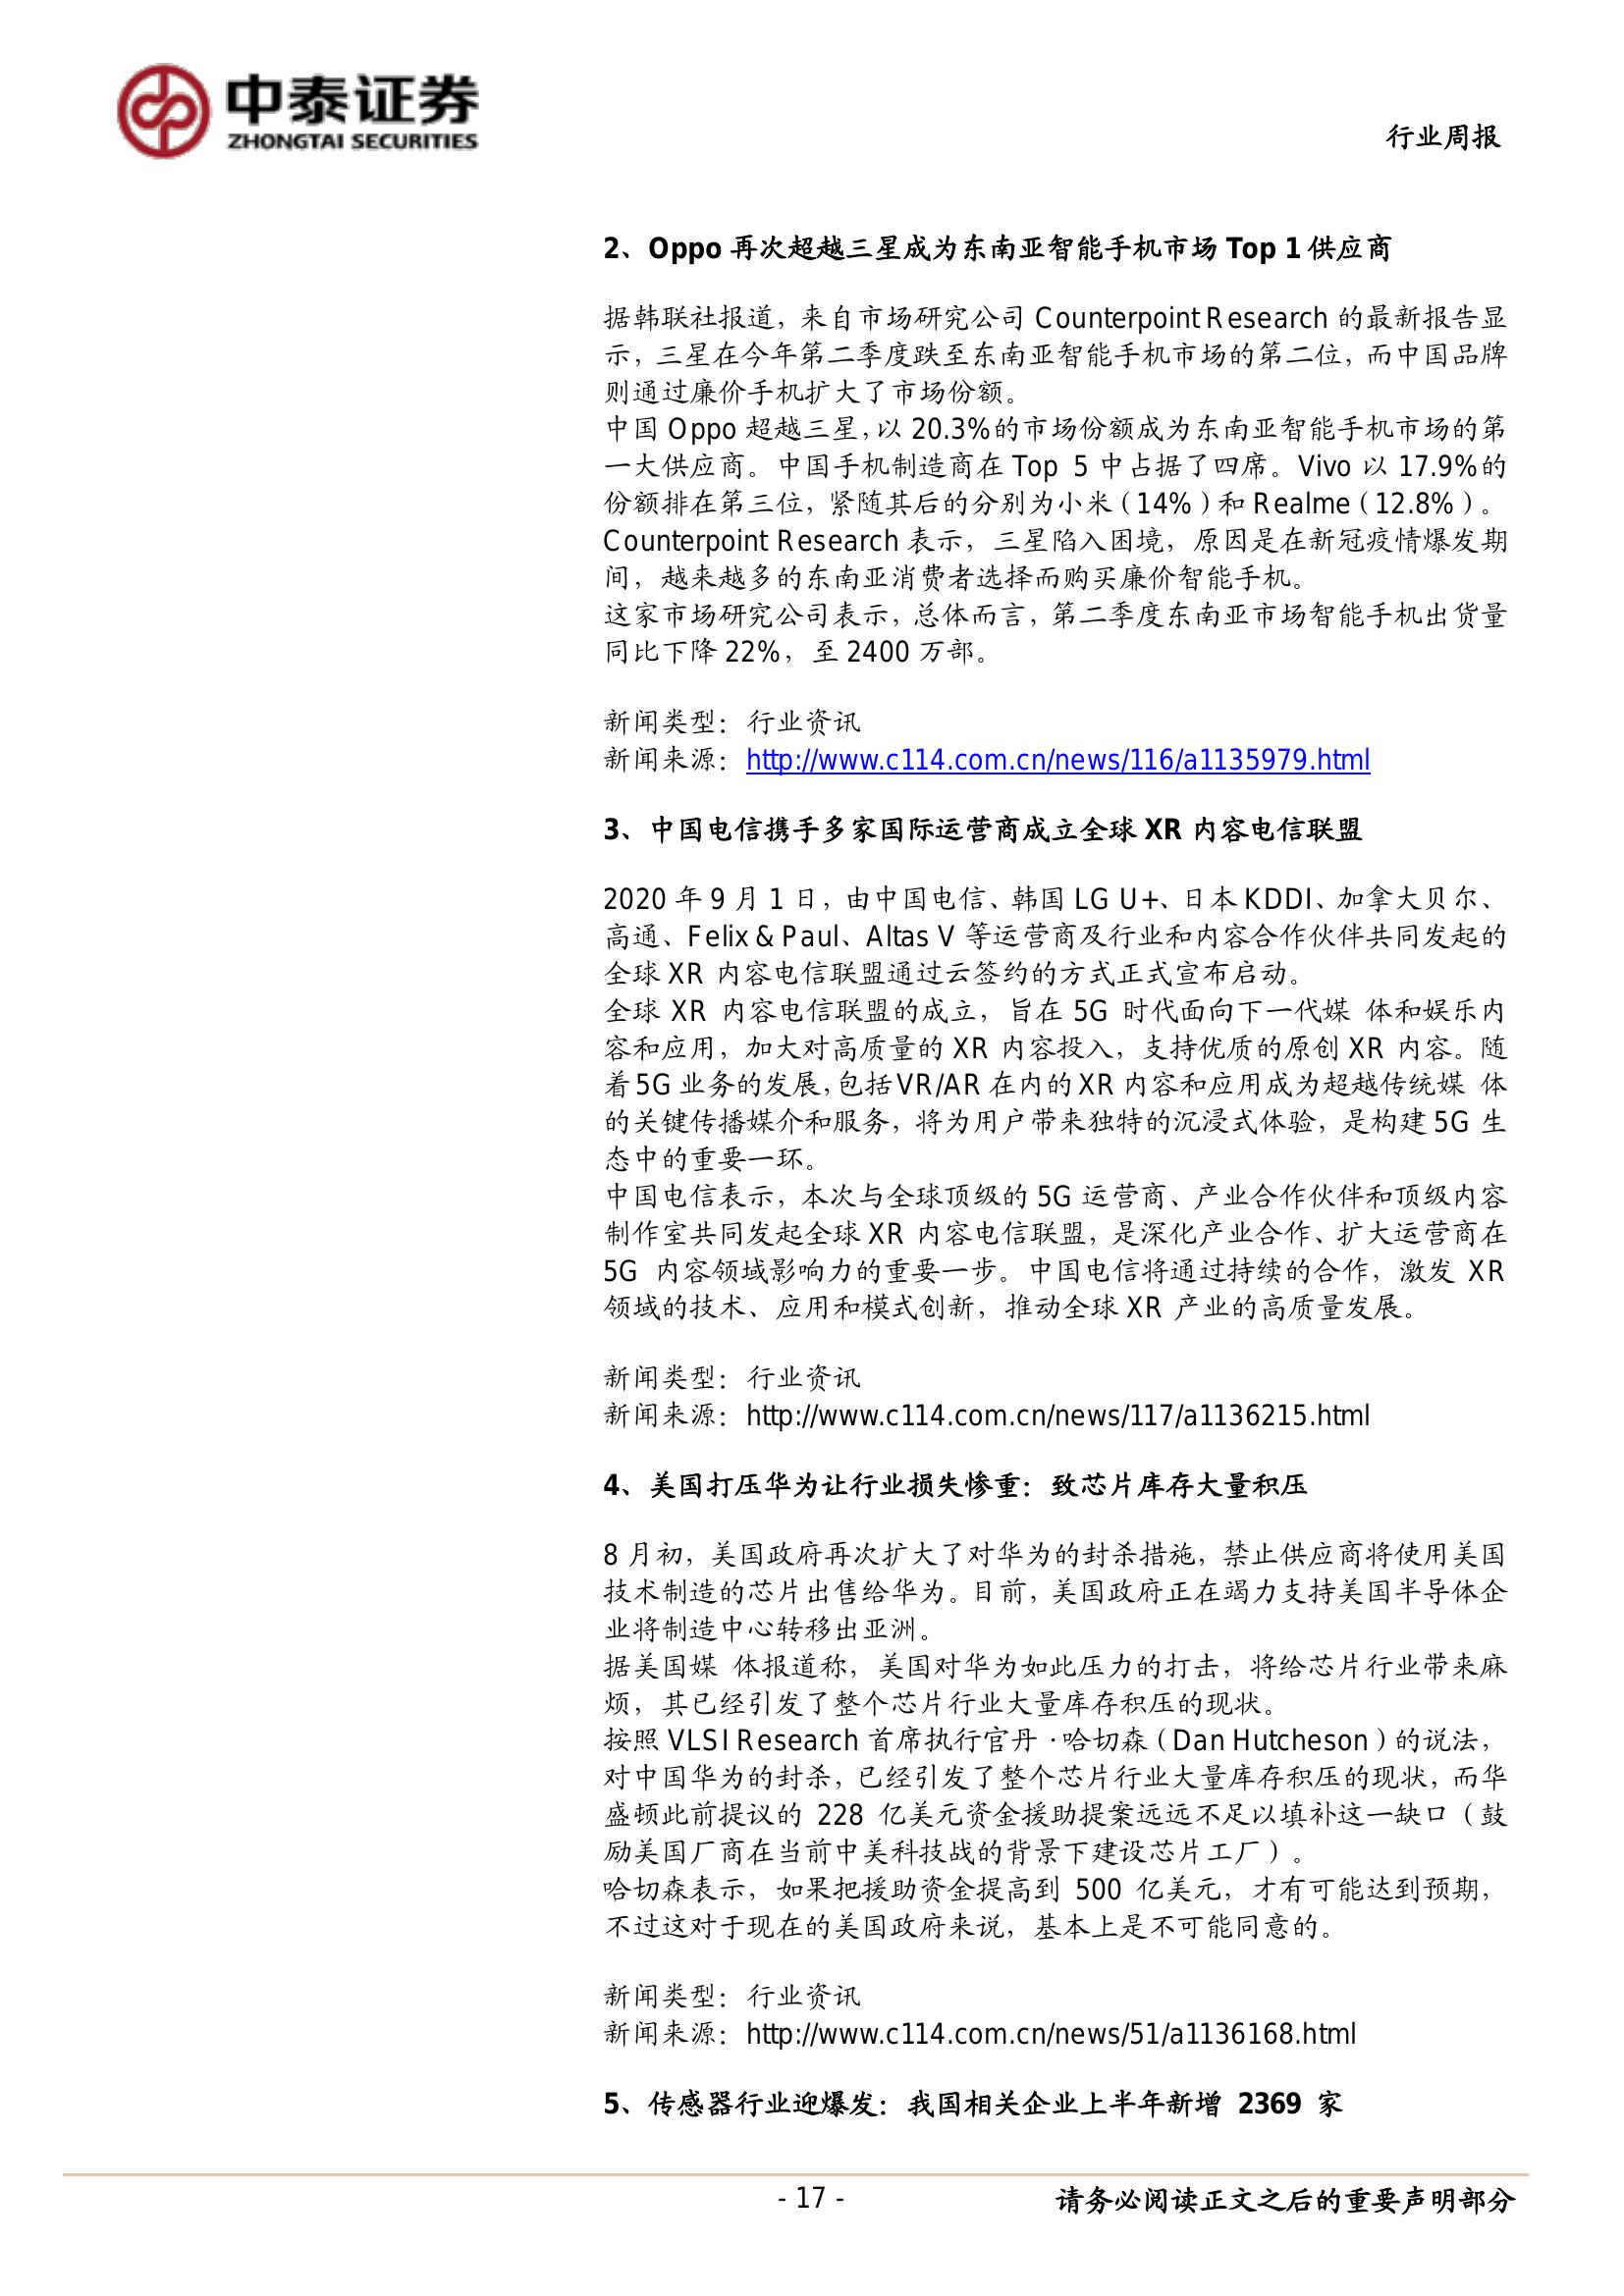 中泰证券
ZHONGTAI SECURITIES
行业周报
2、Oppo 再次超越三星成为东南亚智能手机市场 Top 1 供应商
据韩联社报道，来自市场研究公司 Counterpoint Research 的最新报告显
示，三星在今年第二季度跌至东南亚智能手机市场的第二位，而中国品牌
则通过廉价手机扩大了市场份额。
中国 Oppo 超越三星，以 20.3%的市场份额成为东南亚智能手机市场的第
一大供应商。中国手机制造商在 Top 5 中占据了四席。Vivo 以 17.9%的
份额排在第三位，紧随其后的分别为小米（14%）和 Realme（12.8%）。
Counterpoint Research 表示，三星陷入困境，原因是在新冠疫情爆发期
间，越来越多的东南亚消费者选择而购买廉价智能手机。
这家市场研究公司表示，总体而言，第二季度东南亚市场智能手机出货量
同比下降 22%，至 2400 万部。
新闻类型：行业资讯
新闻来源：http://www.c114.com.cn/news/116/a1135979.html
3、中国电信携手多家国际运营商成立全球 XR 内容电信联盟
2020 年 9 月 1 日，由中国电信、韩国 LG U+、日本 KDDI、加拿大贝尔、
高通、Felix & Paul、Altas V 等运营商及行业和内容合作伙伴共同发起的
全球 XR 内容电信联盟通过云签约的方式正式宣布启动。
全球 XR 内容电信联盟的成立，旨在 5G 时代面向下一代媒 体和娱乐内
容和应用，加大对高质量的 XR 内容投入，支持优质的原创 XR 内容。随
着 5G 业务的发展，包括 VR/AR 在内的 XR 内容和应用成为超越传统媒 体
的关键传播媒介和服务，将为用户带来独特的沉浸式体验，是构建 5G 生
态中的重要一环。
中国电信表示，本次与全球顶级的 5G 运营商、产业合作伙伴和顶级内容
制作室共同发起全球 XR 内容电信联盟，是深化产业合作、扩大运营商在
5G 内容领域影响力的重要一步。中国电信将通过持续的合作，激发 XR
领域的技术、应用和模式创新，推动全球 XR 产业的高质量发展。
新闻类型：行业资讯
新闻来源：http://www.c114.com.cn/news/117/a1136215.html
4、美国打压华为让行业损失惨重：致芯片库存大量积压
8 月初，美国政府再次扩大了对华为的封杀措施，禁止供应商将使用美国
技术制造的芯片出售给华为。目前，美国政府正在竭力支持美国半导体企
业将制造中心转移出亚洲。
据美国媒 体报道称，美国对华为如此压力的打击，将给芯片行业带来麻
烦，其已经引发了整个芯片行业大量库存积压的现状。
按照 VLSI Research 首席执行官丹·哈切森（Dan Hutcheson）的说法，
对中国华为的封杀，已经引发了整个芯片行业大量库存积压的现状，而华
盛顿此前提议的 228 亿美元资金援助提案远远不足以填补这一缺口（鼓
励美国厂商在当前中美科技战的背景下建设芯片工厂）。
哈切森表示，如果把援助资金提高到 500 亿美元，才有可能达到预期，
不过这对于现在的美国政府来说，基本上是不可能同意的。
新闻类型：行业资讯
新闻来源：http://www.c114.com.cn/news/51/a1136168.html
5、传感器行业迎爆发：我国相关企业上半年新增 2369 家
- 17 -
请务必阅读正文之后的重要声明部分